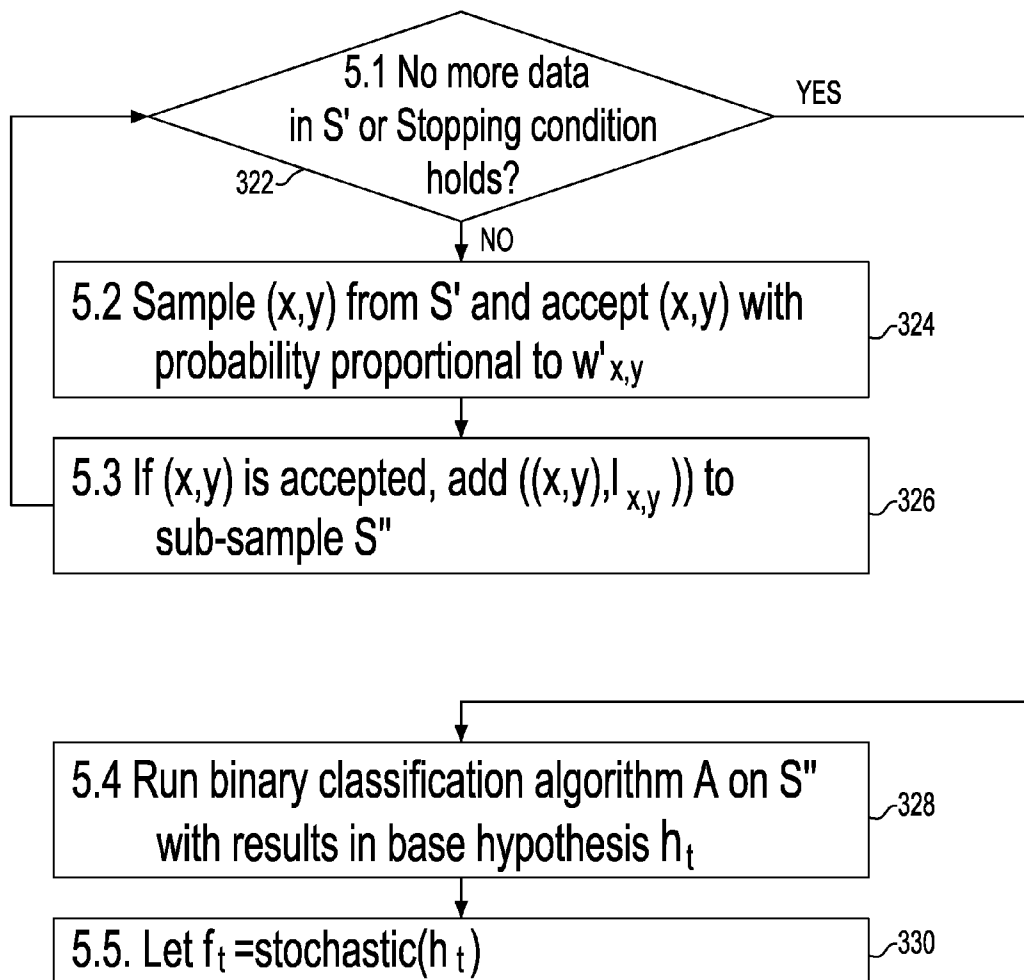 5.1 No more data
in S' or Stopping condition
holds?
YES
322
NO
5.2 Sample (x,y) from S' and accept (x,y) with
probability proportional to w'x,y
324
5.3 If (x,y) is accepted, add ((x,y),l x,y )) to
sub-sample S"
326
5.4 Run binary classification algorithm A on S"
with results in base hypothesis ht
328
5.5. Let ft =stochastic(ht)
330